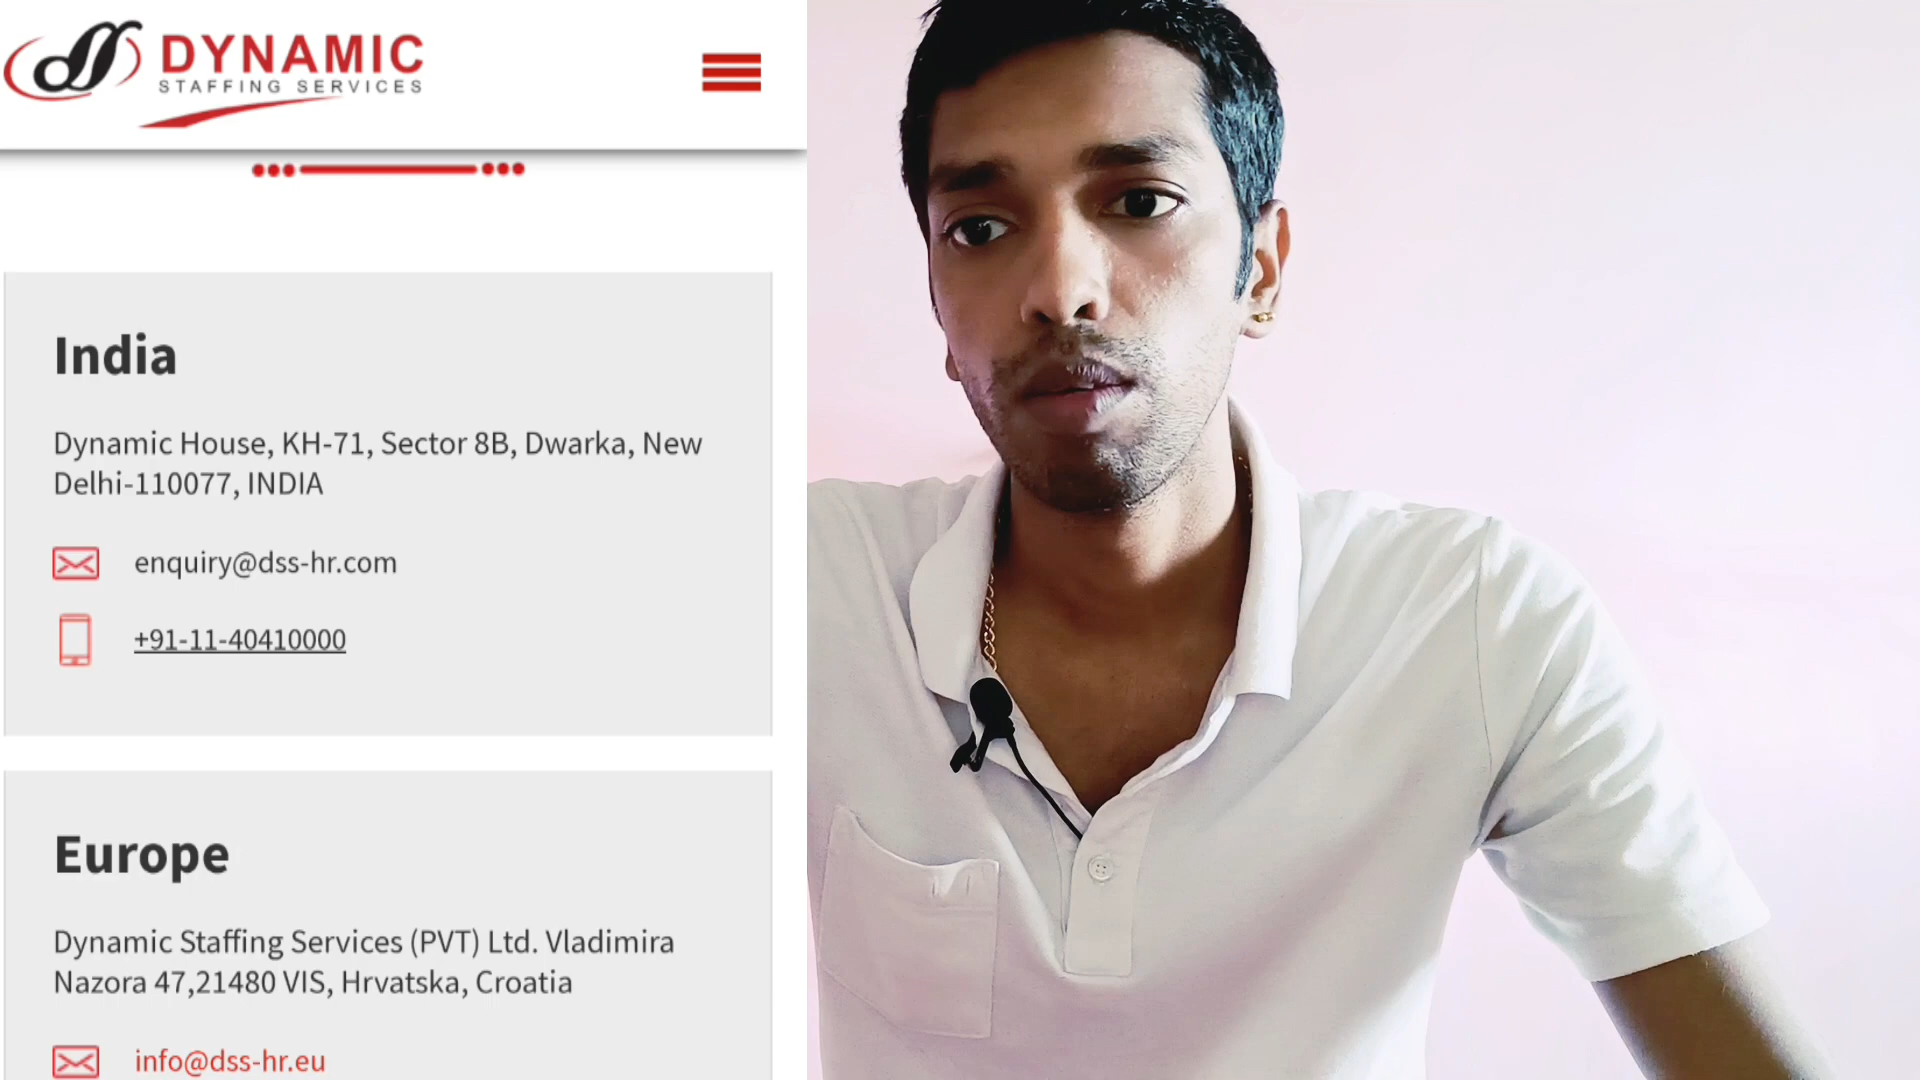 DYNAMIC
STAFFING SERVICES
India
Dynamic House, KH-71, Sector 8B, Dwarka, New
Delhi-110077, INDIA
enquiry@dss-hr.com
+91-11-40410000
Europe
Dynamic Staffing Services (PVT) Ltd. Vladimira
Nazora 47,21480 VIS, Hrvatska, Croatia
info@dss-hr.eu